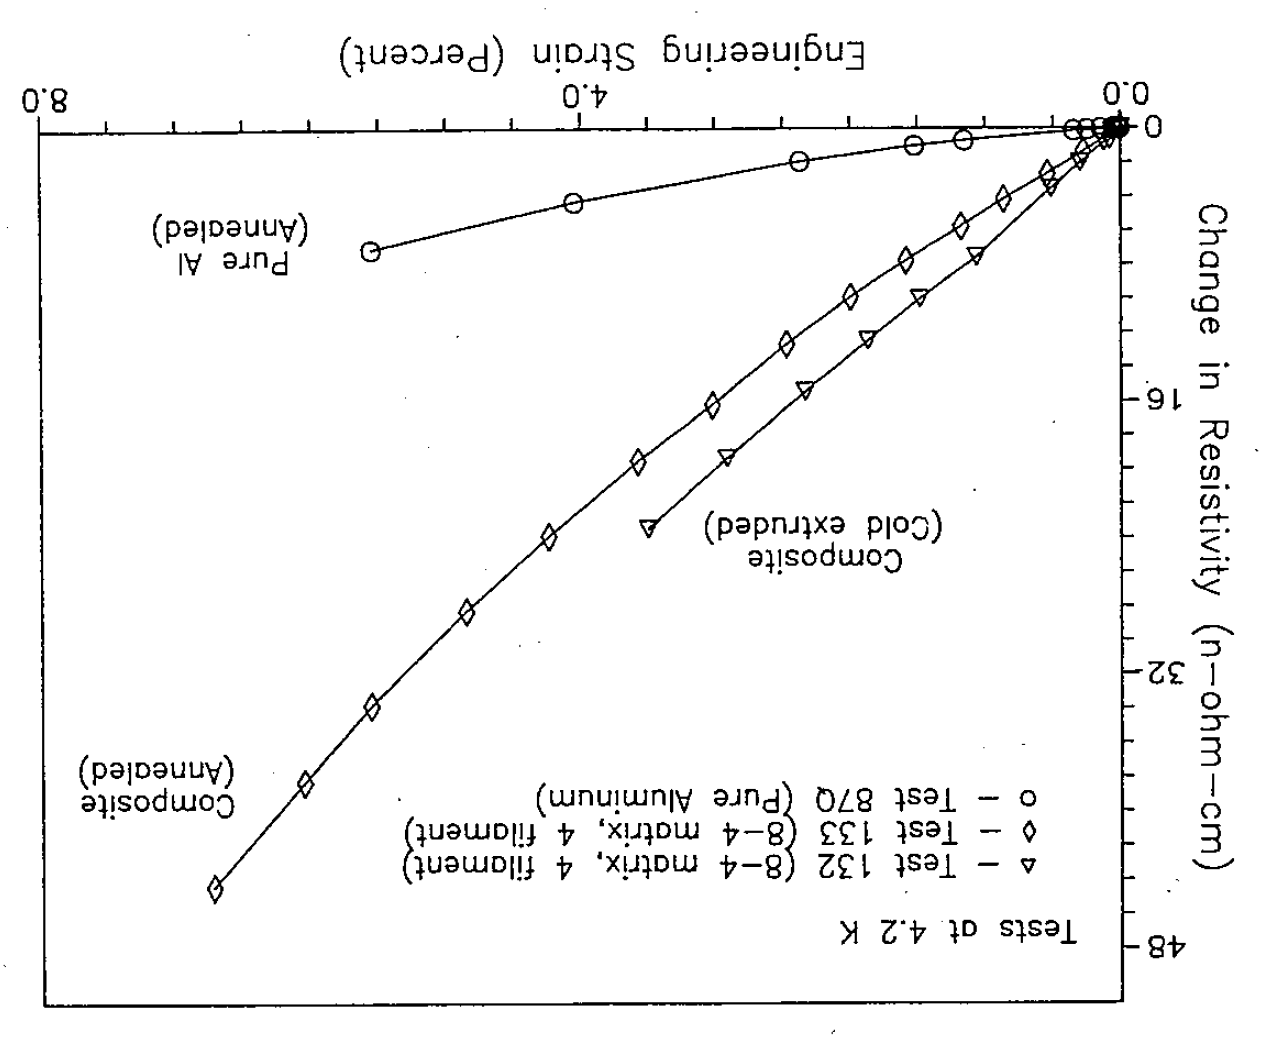 Tests at 4.2 K
△ – Test 132 (8–4 matrix, 4 filament)
◇ – Test 133 (8–4 matrix, 4 filament)
○ – Test 87Q (Pure Aluminum)
Composite
(Annealed)
Composite
(Cold extruded)
Pure Al
(Annealed)
Change in Resistivity (n–ohm–cm)
48
32
16
0
0.0
4.0
8.0
Engineering Strain (Percent)